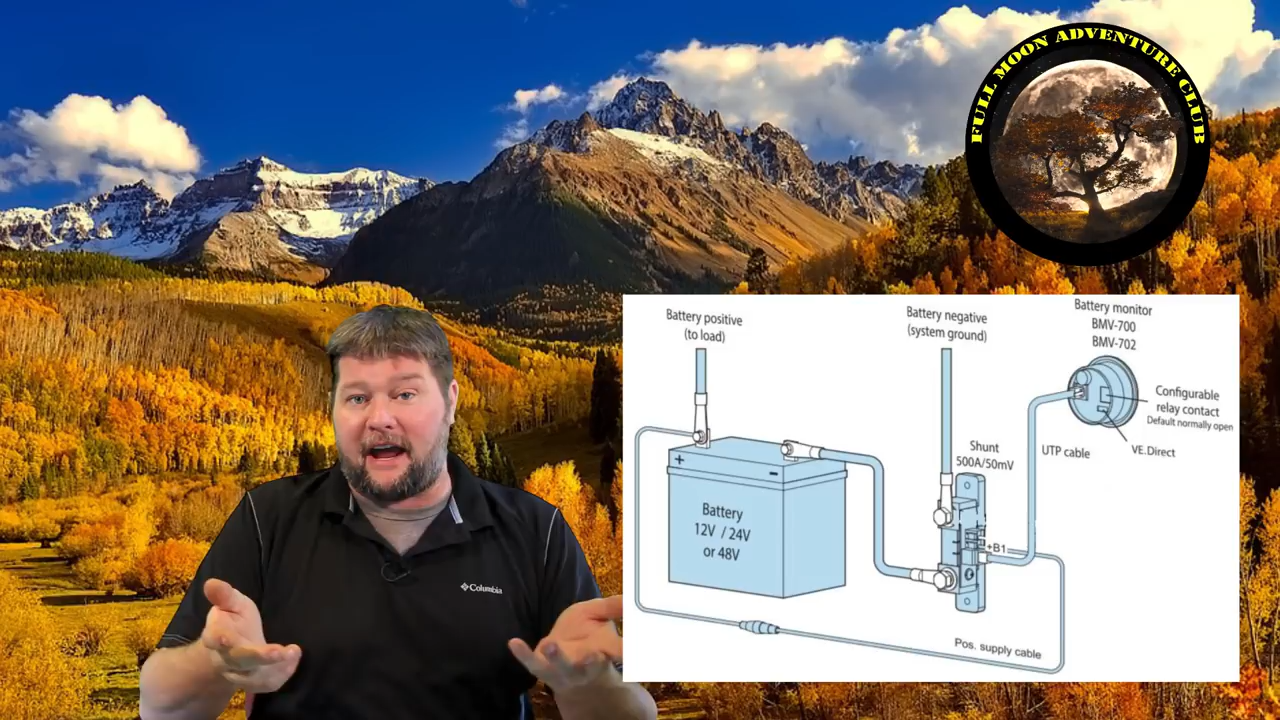 FULL MOON ADVENTURE CLUB
Battery positive
(to load)
Battery negative
(system ground)
Battery monitor
BMV-700
BMV-702
Configurable
relay contact
Default normally open
Shunt
500A/50mV
UTP cable
VE.Direct
+
-
Battery
12V / 24V
or 48V
+B1
Pos. supply cable
Columbia